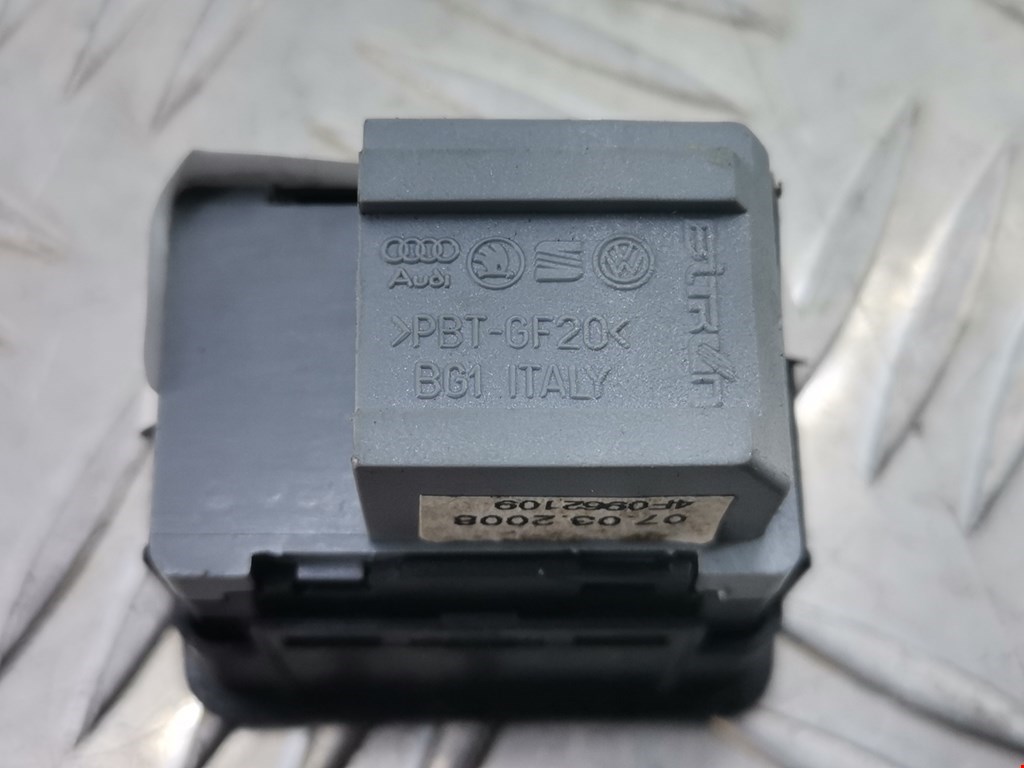 Audi
>PBT-GF20<
BG1 ITALY
07.03.2008
4F0962109